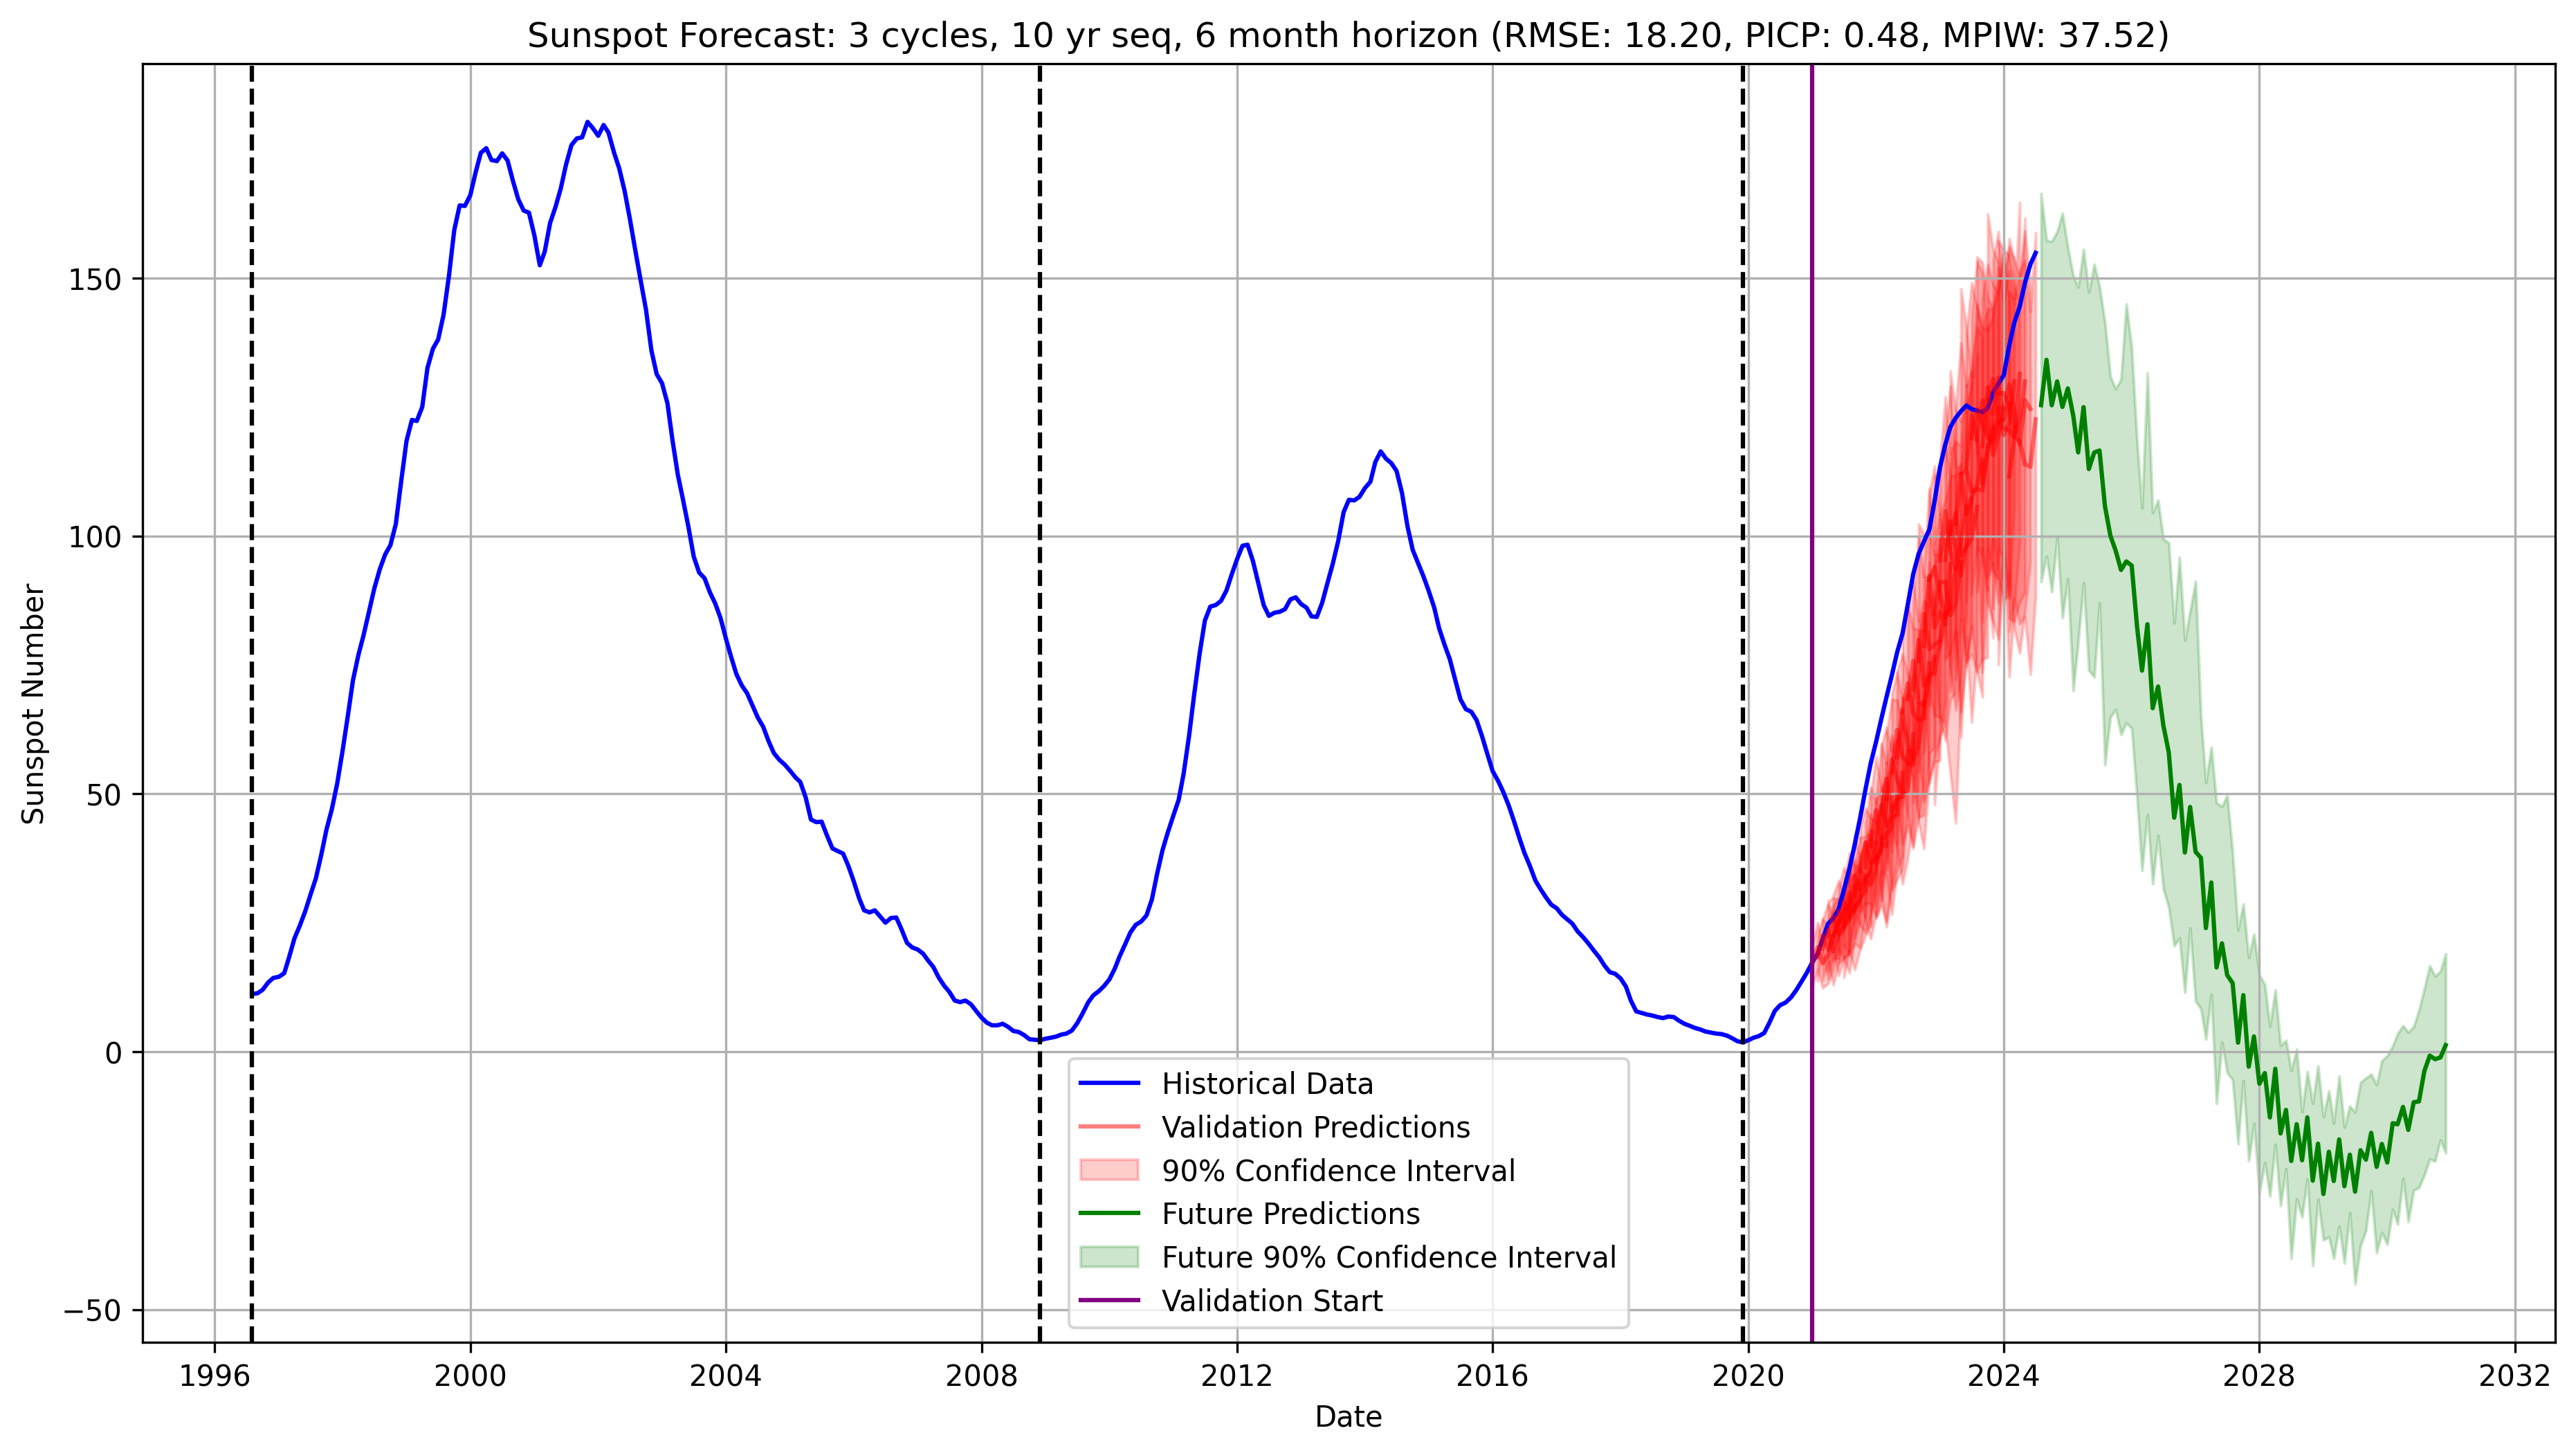 Sunspot Forecast: 3 cycles, 10 yr seq, 6 month horizon (RMSE: 18.20, PICP: 0.48, MPIW: 37.52)
Sunspot Number
150
100
50
0
−50
Historical Data
Validation Predictions
90% Confidence Interval
Future Predictions
Future 90% Confidence Interval
Validation Start
1996 2000 2004 2008 2012 2016 2020 2024 2028 2032
Date